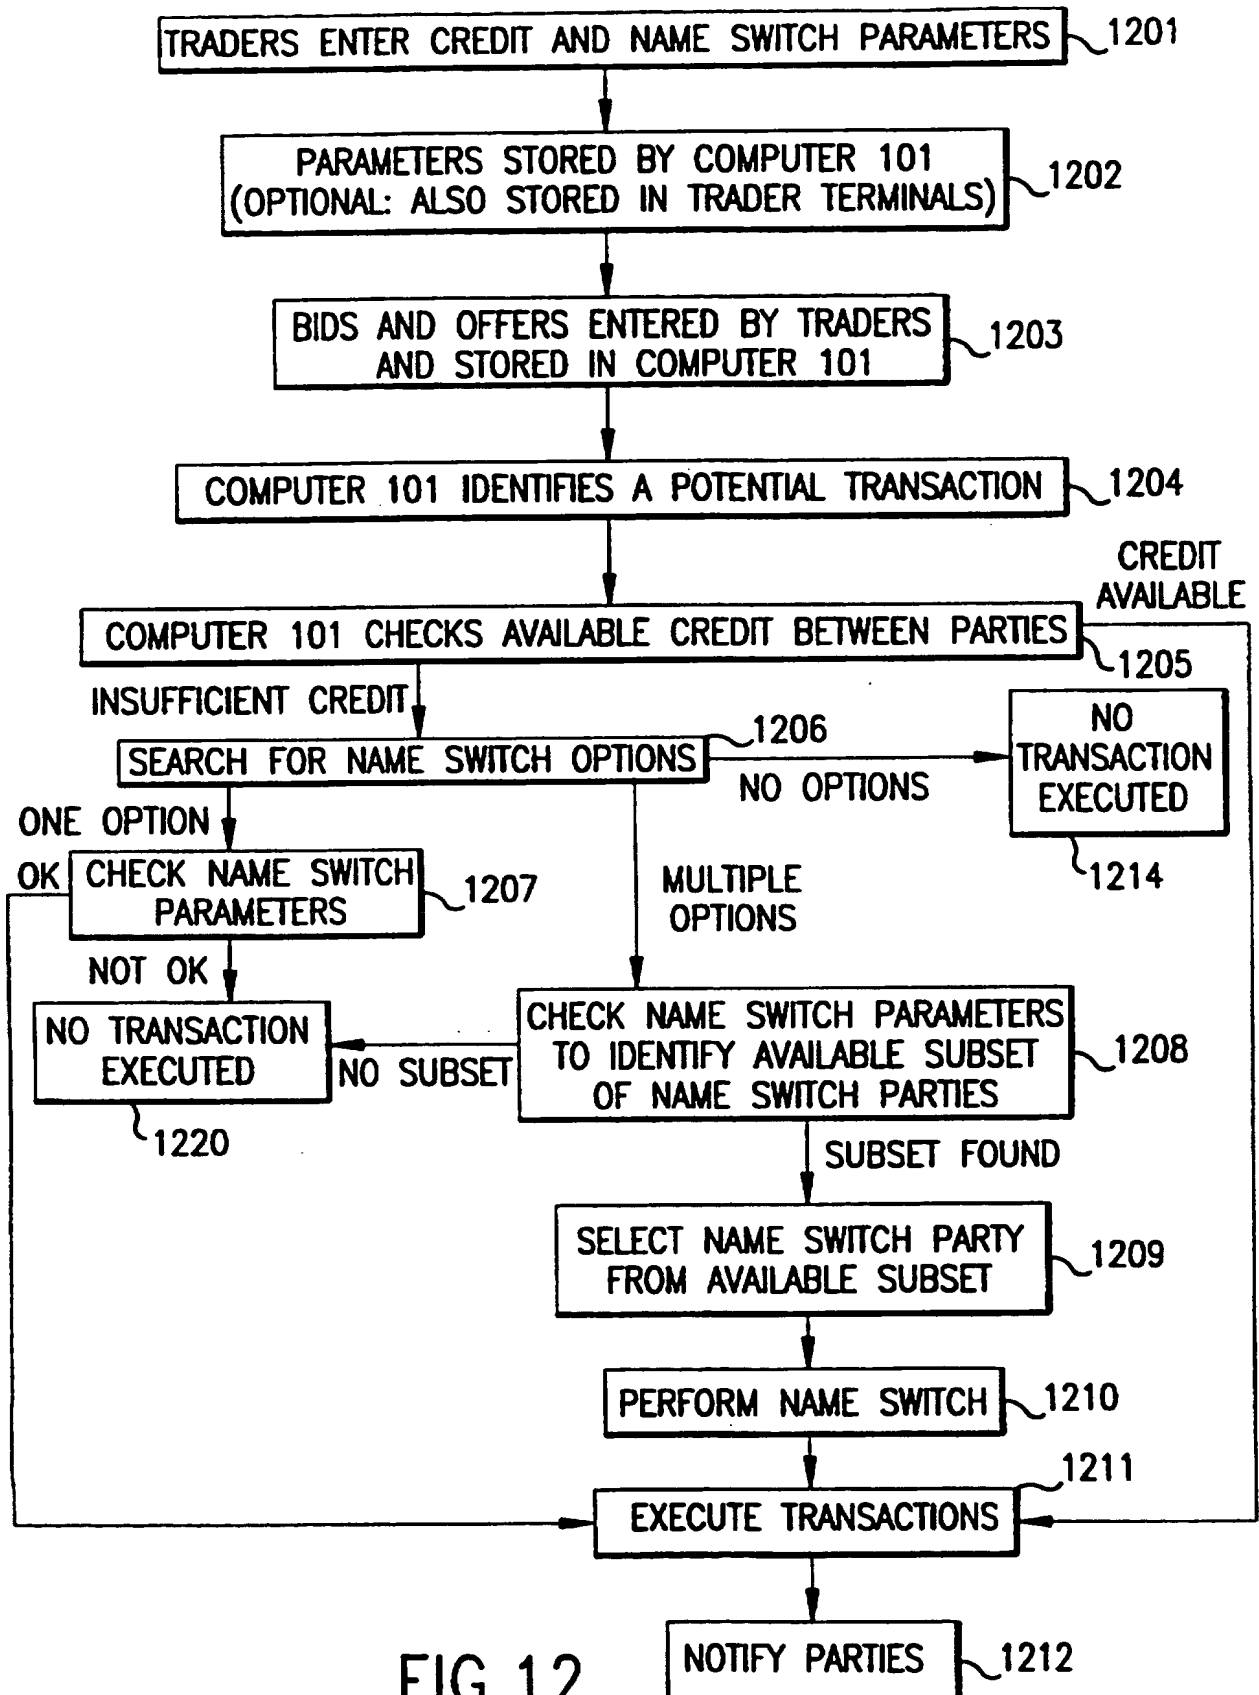 TRADERS ENTER CREDIT AND NAME SWITCH PARAMETERS
1201
PARAMETERS STORED BY COMPUTER 101
(OPTIONAL: ALSO STORED IN TRADER TERMINALS)
1202
BIDS AND OFFERS ENTERED BY TRADERS
AND STORED IN COMPUTER 101
1203
COMPUTER 101 IDENTIFIES A POTENTIAL TRANSACTION
1204
CREDIT
AVAILABLE
COMPUTER 101 CHECKS AVAILABLE CREDIT BETWEEN PARTIES
1205
INSUFFICIENT CREDIT
SEARCH FOR NAME SWITCH OPTIONS
1206
NO OPTIONS
NO
TRANSACTION
EXECUTED
1214
ONE OPTION
OK
CHECK NAME SWITCH
PARAMETERS
1207
MULTIPLE
OPTIONS
NOT OK
NO TRANSACTION
EXECUTED
1220
NO SUBSET
CHECK NAME SWITCH PARAMETERS
TO IDENTIFY AVAILABLE SUBSET
OF NAME SWITCH PARTIES
1208
SUBSET FOUND
SELECT NAME SWITCH PARTY
FROM AVAILABLE SUBSET
1209
PERFORM NAME SWITCH
1210
EXECUTE TRANSACTIONS
1211
NOTIFY PARTIES
1212
FIG. 12